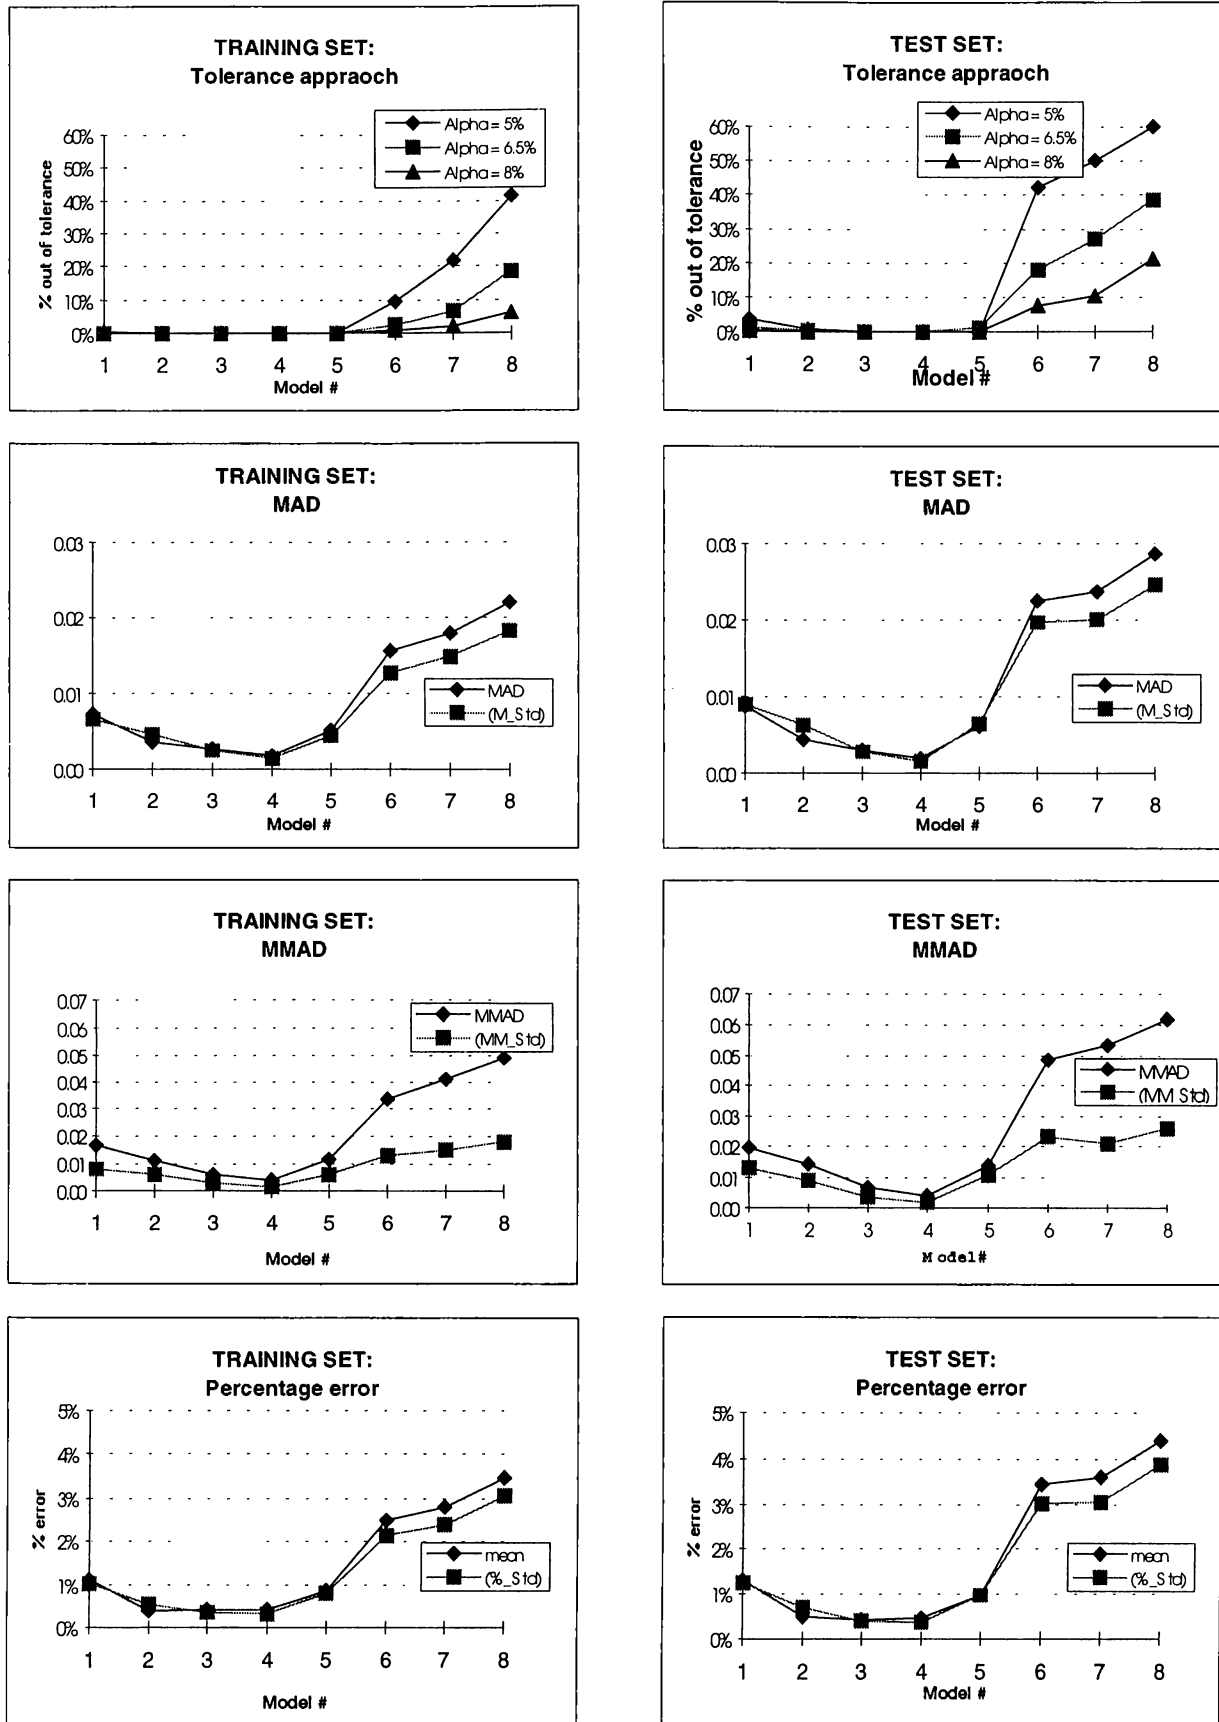 TRAINING SET:
Tolerance appraoch
Alpha = 5%
Alpha = 6.5%
Alpha = 8%
% out of tolerance
60%
50%
40%
30%
20%
10%
0%
1 2 3 4 5 6 7 8
Model #
TEST SET:
Tolerance appraoch
Alpha = 5%
Alpha = 6.5%
Alpha = 8%
% out of tolerance
60%
50%
40%
30%
20%
10%
0%
1 2 3 4 5 6 7 8
Model #
TRAINING SET:
MAD
0.03
0.02
0.01
0.00
MAD
(M_Std)
1 2 3 4 5 6 7 8
Model #
TEST SET:
MAD
0.03
0.02
0.01
0.00
MAD
(M_Std)
1 2 3 4 5 6 7 8
Model #
TRAINING SET:
MMAD
0.07
0.06
0.05
0.04
0.03
0.02
0.01
0.00
MMAD
(MM_Std)
1 2 3 4 5 6 7 8
Model #
TEST SET:
MMAD
0.07
0.06
0.05
0.04
0.03
0.02
0.01
0.00
MMAD
(MM Std)
1 2 3 4 5 6 7 8
Model #
TRAINING SET:
Percentage error
% error
5%
4%
3%
2%
1%
0%
mean
(%_Std)
1 2 3 4 5 6 7 8
Model #
TEST SET:
Percentage error
% error
5%
4%
3%
2%
1%
0%
mean
(%_Std)
1 2 3 4 5 6 7 8
Model #